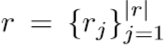 r = {r_j}_{j=1}^{|r|}